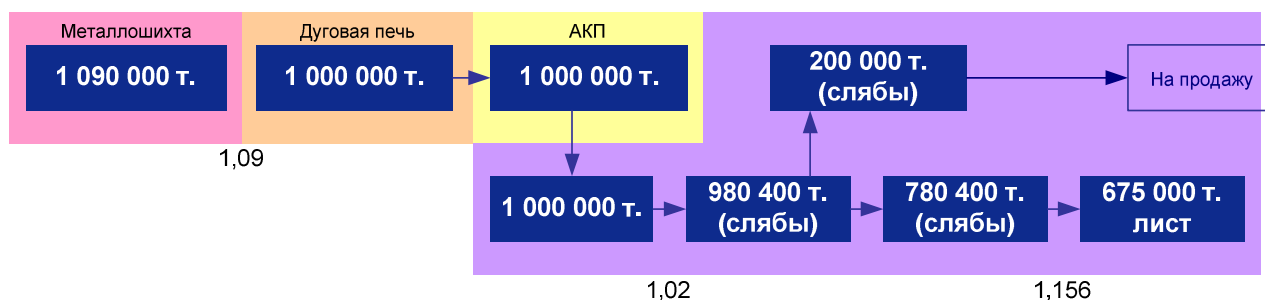 Металлошихта
Дуговая печь
АКП
1 090 000 т.
1 000 000 т.
1 000 000 т.
200 000 т.
(слябы)
На продажу
1,09
1 000 000 т.
980 400 т.
(слябы)
780 400 т.
(слябы)
675 000 т.
лист
1,02
1,156